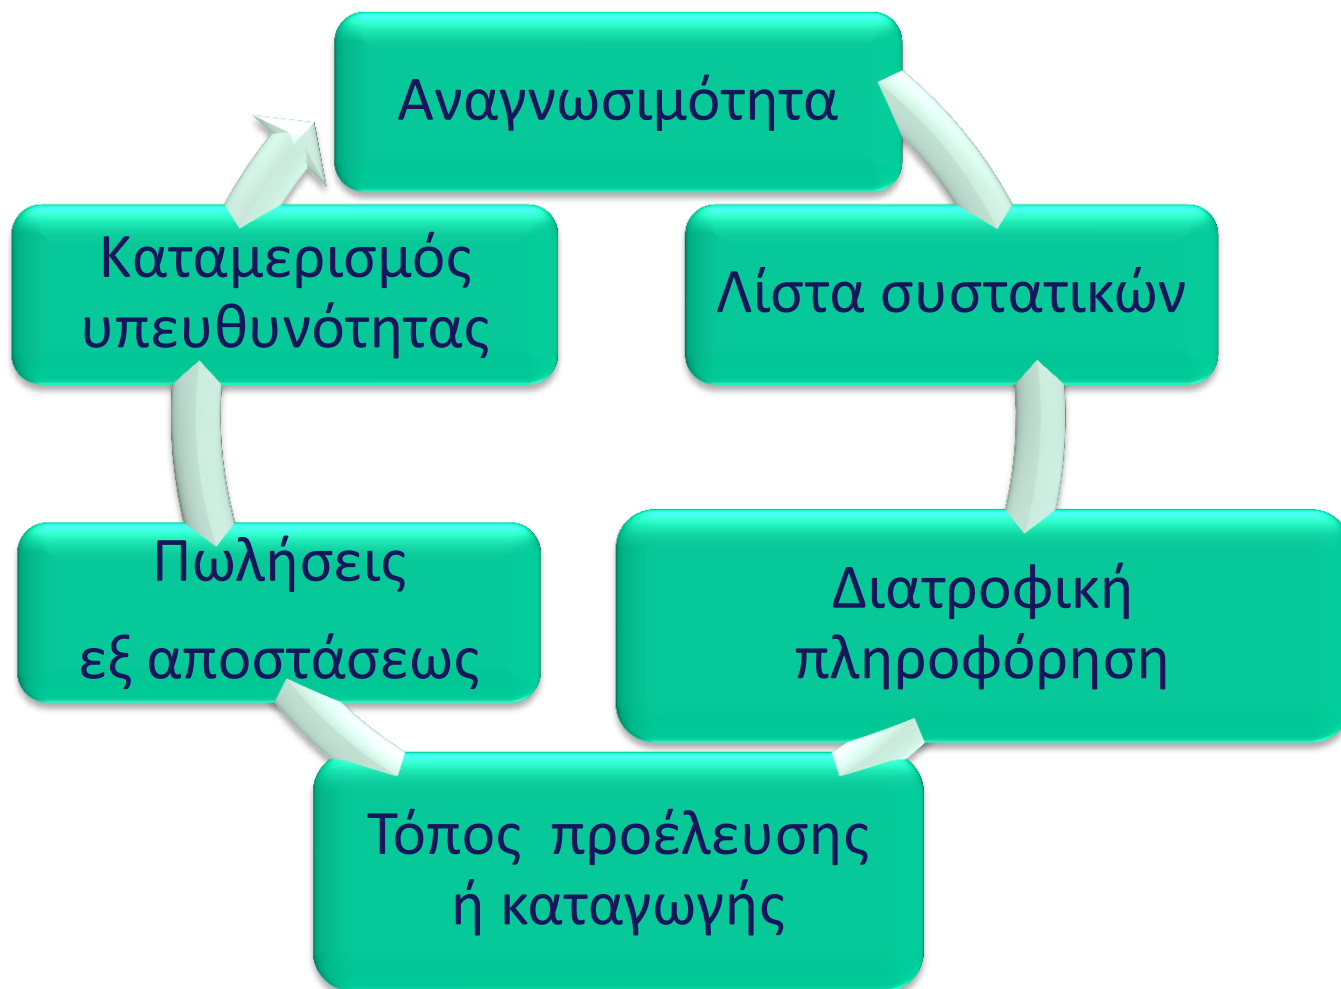 Αναγνωσιμότητα
Λίστα συστατικών
Διατροφική
πληροφόρηση
Τόπος προέλευσης
ή καταγωγής
Πωλήσεις
εξ αποστάσεως
Καταμερισμός
υπευθυνότητας